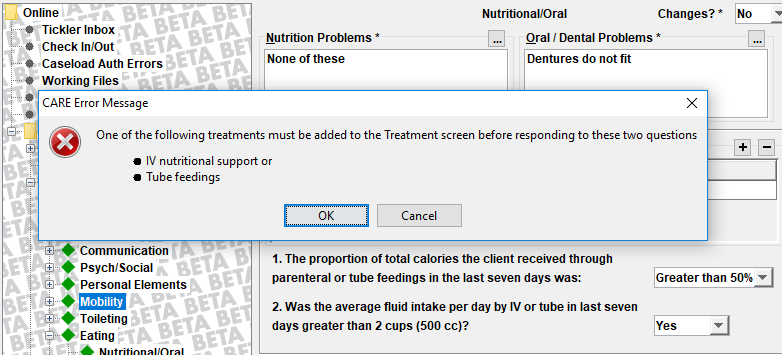 Online
Tickler Inbox
Check In/Out
Caseload Auth Errors
Working Files
Nutritional/Oral Changes? * No
Nutrition Problems * ... Oral / Dental Problems * ...
None of these Dentures do not fit
CARE Error Message
One of the following treatments must be added to the Treatment screen before responding to these two questions
IV nutritional support or
Tube feedings
OK Cancel
Communication
Psych/Social
Personal Elements
Mobility
Toileting
Eating
Nutritional/Oral
1. The proportion of total calories the client received through
parenteral or tube feedings in the last seven days was: Greater than 50%
2. Was the average fluid intake per day by IV or tube in last seven
days greater than 2 cups (500 cc)? Yes
BETA BETA BETA